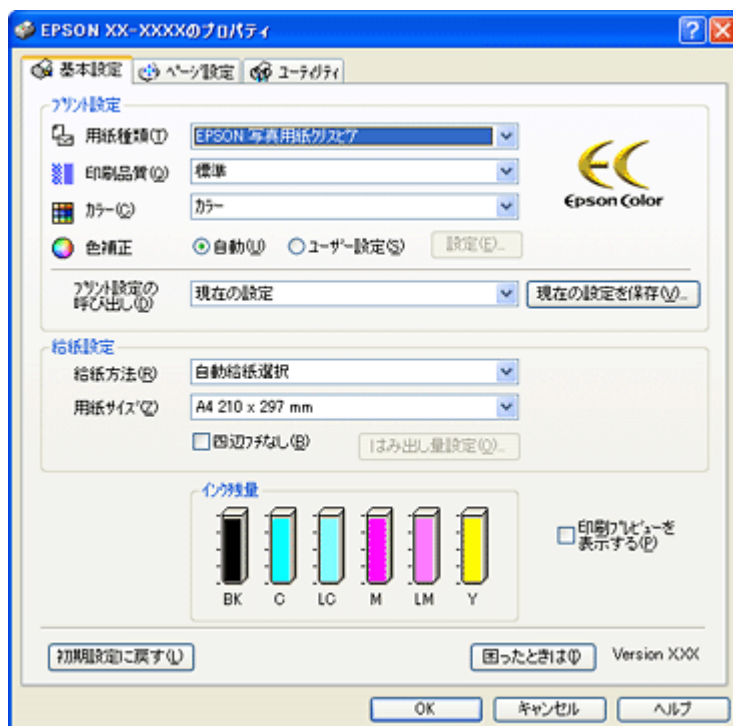 EPSON XX-XXXXのプロパティ
基本設定 ページ設定 ユーティリティ
プリント設定
用紙種類(T) EPSON 写真用紙クリスピア
印刷品質(Q) 標準
カラー(C) カラー
色補正 自動(U) ユーザー設定(S) 設定(E)...
EC
Epson Color
プリント設定の
呼び出し(D) 現在の設定 現在の設定を保存(V)...
給紙設定
給紙方法(R) 自動給紙選択
用紙サイズ(Z) A4 210 x 297 mm
四辺フチなし(B) はみ出し量設定(O)...
インク残量
BK C LC M LM Y
印刷プレビューを
表示する(P)
初期設定に戻す(L) 困ったときは(I) Version X.XX
OK キャンセル ヘルプ